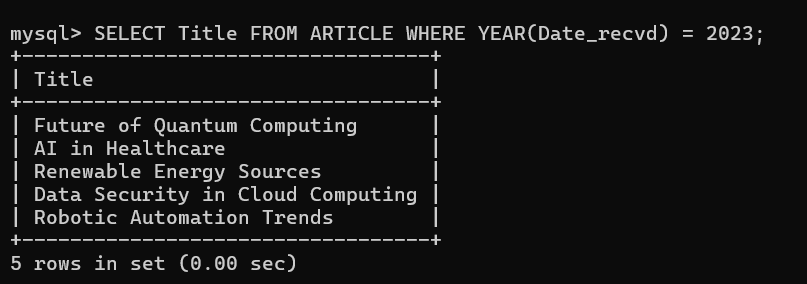 mysql> SELECT Title FROM ARTICLE WHERE YEAR(Date_recvd) = 2023;
+----------------------------------+
| Title                            |
+----------------------------------+
| Future of Quantum Computing      |
| AI in Healthcare                 |
| Renewable Energy Sources         |
| Data Security in Cloud Computing |
| Robotic Automation Trends        |
+----------------------------------+
5 rows in set (0.00 sec)